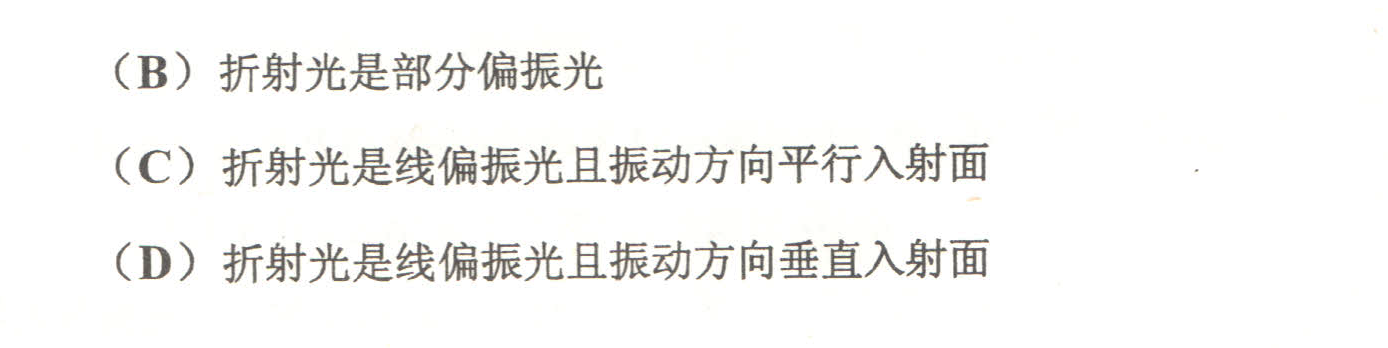 （B）折射光是部分偏振光
（C）折射光是线偏振光且振动方向平行入射面
（D）折射光是线偏振光且振动方向垂直入射面